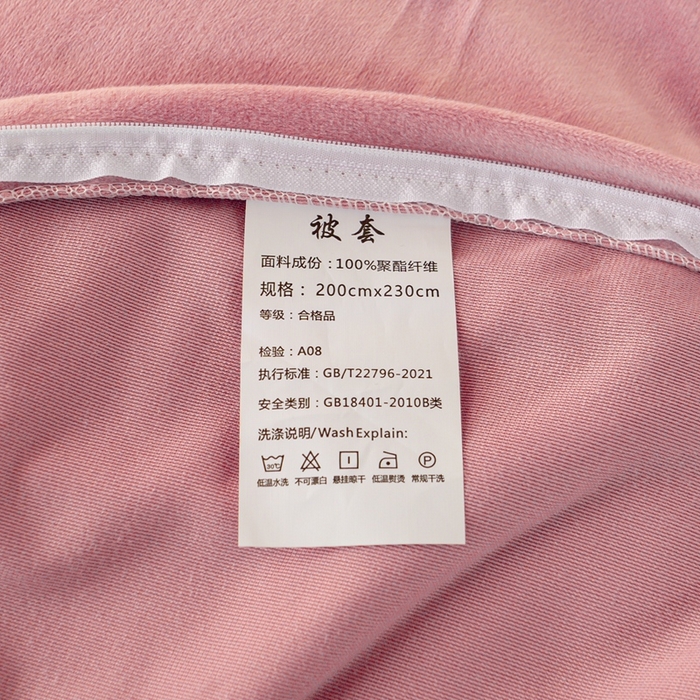 被套
面料成份：100%聚酯纤维
规格：200cmx230cm
等级：合格品
检验：A08
执行标准：GB/T22796-2021
安全类别：GB18401-2010B类
洗涤说明/WashExplain:
30℃ P
低温水洗 不可漂白 悬挂晾干 低温熨烫 常规干洗